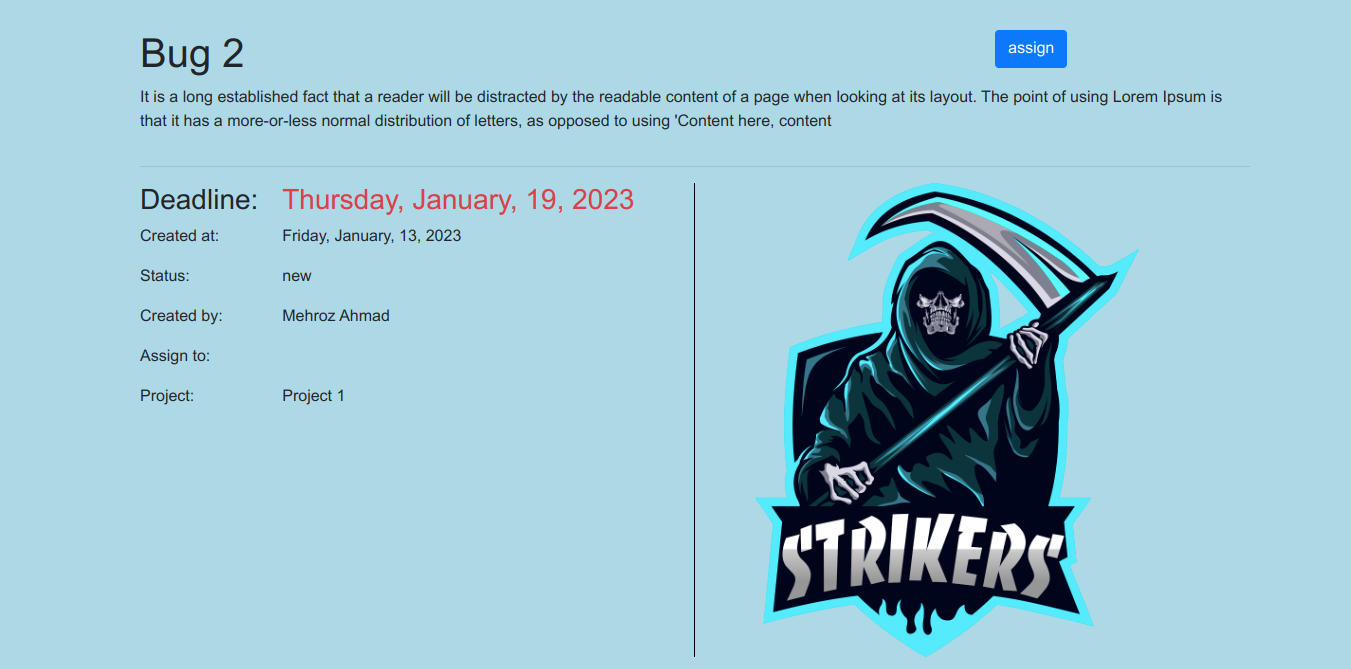 Bug 2
assign
It is a long established fact that a reader will be distracted by the readable content of a page when looking at its layout. The point of using Lorem Ipsum is
that it has a more-or-less normal distribution of letters, as opposed to using 'Content here, content
Deadline: Thursday, January, 19, 2023
Created at: Friday, January, 13, 2023
Status: new
Created by: Mehroz Ahmad
Assign to:
Project: Project 1
STRIKERS